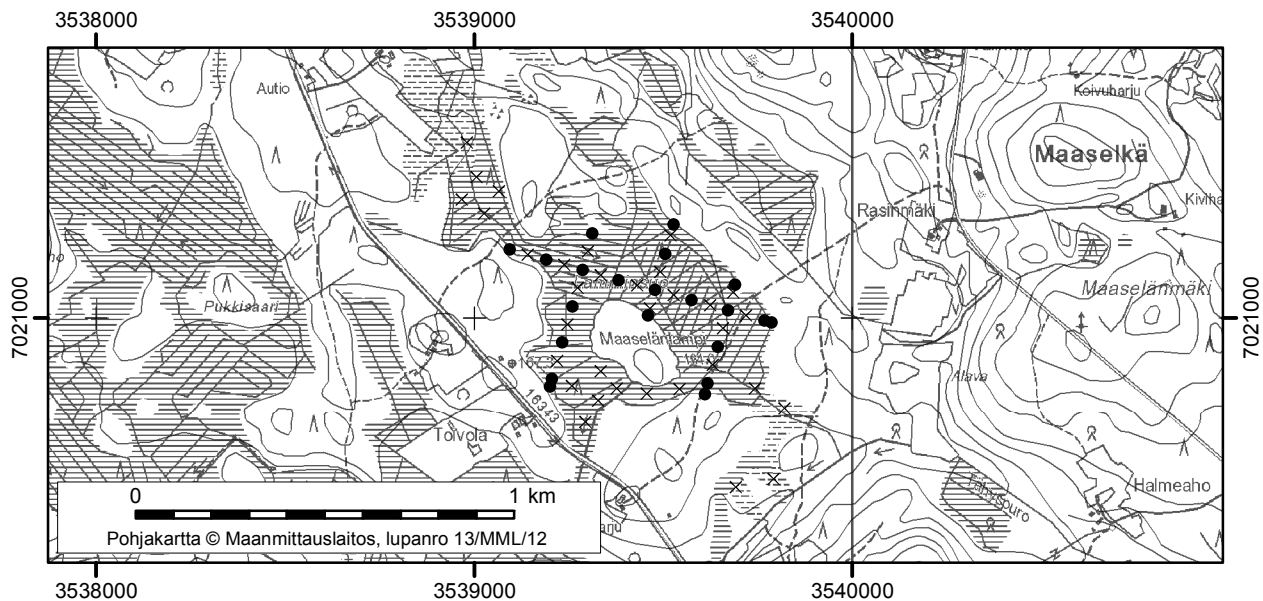 3538000
3539000
3540000
Autio
Koivuharju
Maaselkä
Kiviha
Rasinmäki
ho
Pukkisaari
Maaselänmäki
7021000
7021000
Maaselänlampi
Alava
16343
Toivola
Halmeaho
0
1 km
Pohjakartta © Maanmittauslaitos, lupanro 13/MML/12
3538000
3539000
3540000